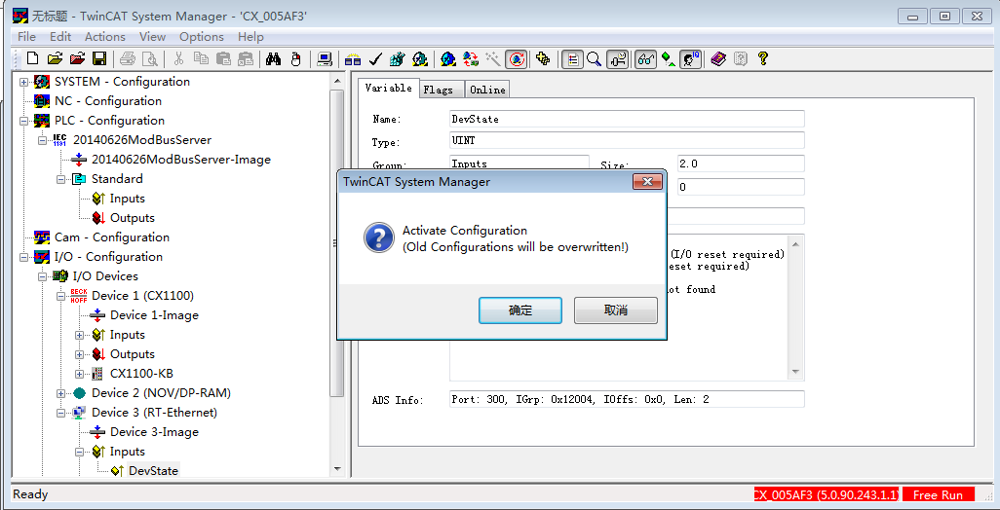 无标题 - TwinCAT System Manager - 'CX_005AF3'
File Edit Actions View Options Help
SYSTEM - Configuration
NC - Configuration
PLC - Configuration
IEC 1131 20140626ModBusServer
20140626ModBusServer-Image
Standard
Inputs
Outputs
Cam - Configuration
I/O - Configuration
I/O Devices
BECK HOFF Device 1 (CX1100)
Device 1-Image
Inputs
Outputs
CX1100-KB
Device 2 (NOV/DP-RAM)
Device 3 (RT-Ethernet)
Device 3-Image
Inputs
DevState
Variable Flags Online
Name: DevState
Type: UINT
Group: Inputs Size: 2.0
0
(I/O reset required)
eset required)
ot found
ADS Info: Port: 300, IGrp: 0x12004, IOffs: 0x0, Len: 2
TwinCAT System Manager
Activate Configuration
(Old Configurations will be overwritten!)
确定 取消
Ready CX_005AF3 (5.0.90.243.1.1) Free Run